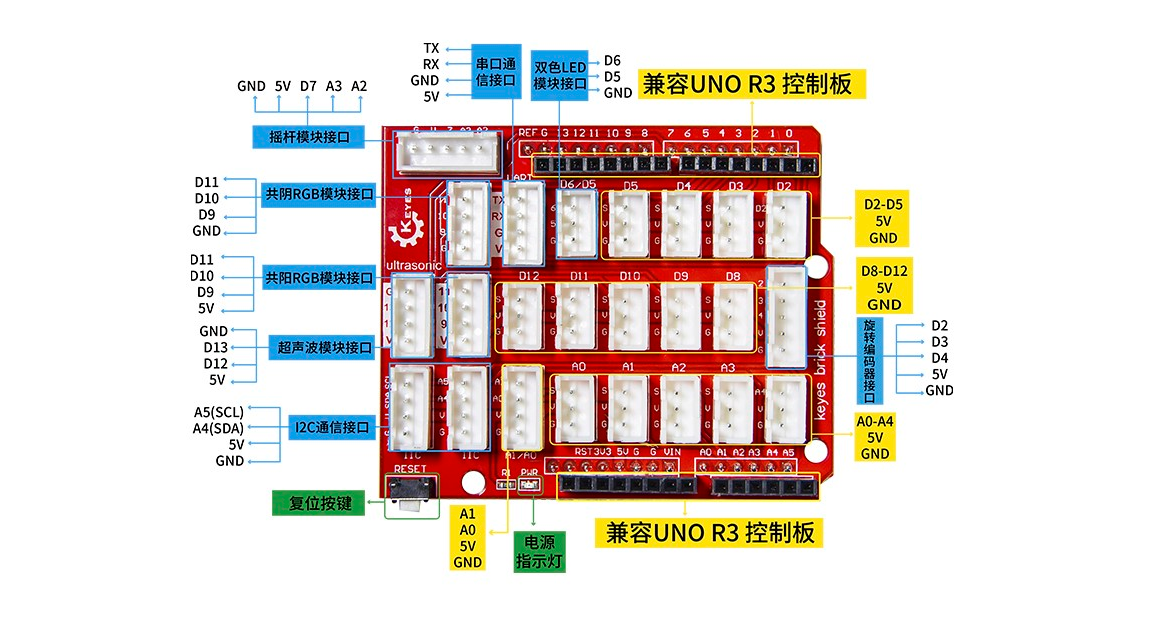 TX
RX
GND
5V
串口通
信接口
双色LED
模块接口
D6
D5
GND
兼容UNO R3 控制板
GND 5V D7 A3 A2
摇杆模块接口
REF G 13 12 11 10 9 8
7 6 5 4 3 2 1 0
D11
D10
D9
GND
共阴RGB模块接口
KEYES
UART
D6/D5
D5
D4
D3
D2
D2-D5
5V
GND
ultrasonic
D11
D10
D9
5V
共阳RGB模块接口
D12
D11
D10
D9
D8
D8-D12
5V
GND
GND
D13
D12
5V
超声波模块接口
keyes brick shield
旋转编码器接口
D2
D3
D4
5V
GND
A5(SCL)
A4(SDA)
5V
GND
I2C通信接口
A0
A1
A2
A3
A0-A4
5V
GND
IIC
IIC
A1/A0
RST 3V3 5V G G VIN
A0 A1 A2 A3 A4 A5
RESET
R1
PWR
复位按键
A1
A0
5V
GND
电源
指示灯
兼容UNO R3 控制板